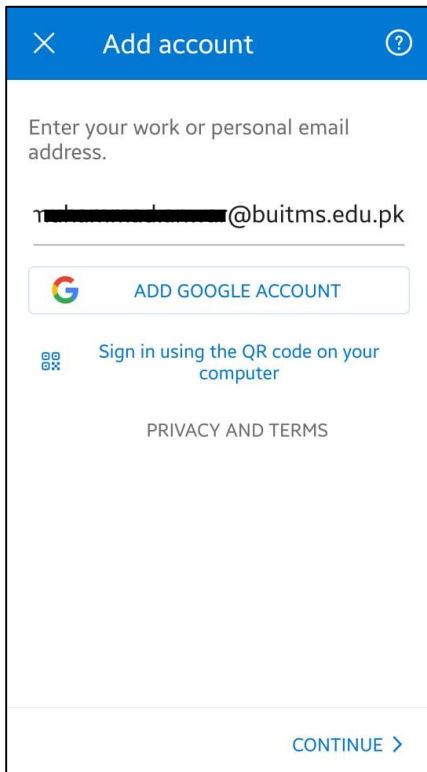 Add account
Enter your work or personal email
address.
@buitms.edu.pk
ADD GOOGLE ACCOUNT
Sign in using the QR code on your
computer
PRIVACY AND TERMS
CONTINUE